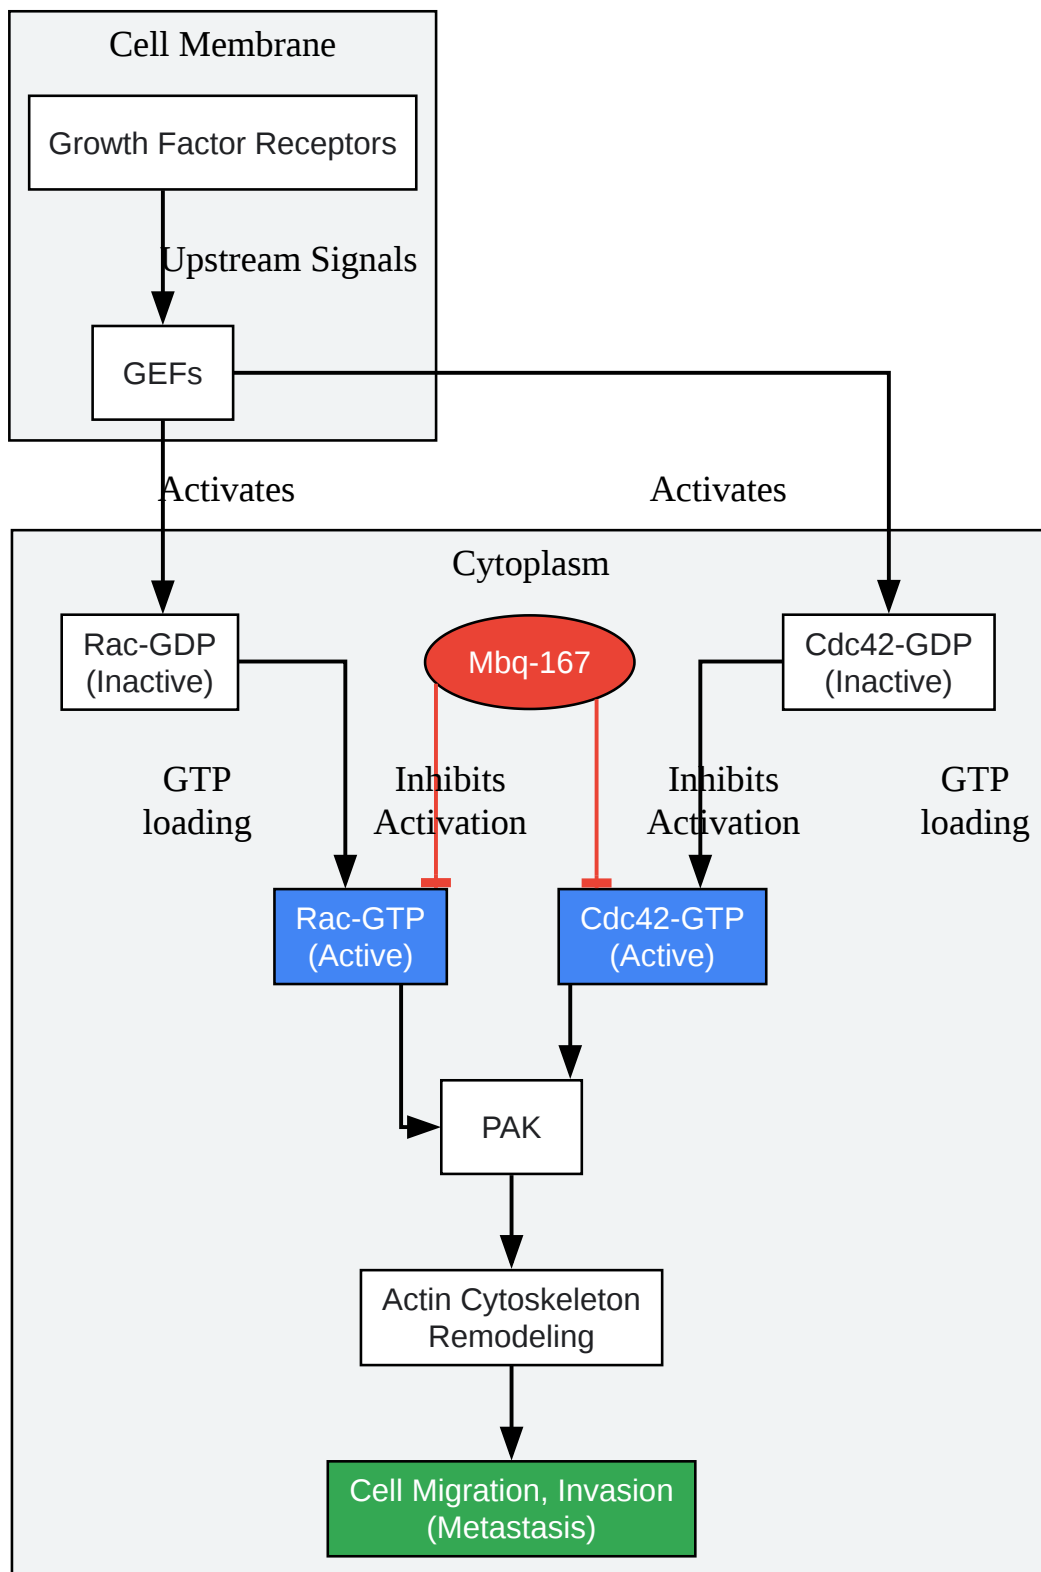 Cell Membrane
Growth Factor Receptors
Upstream Signals
GEFs
Activates
Activates
Cytoplasm
Rac-GDP
(Inactive)
Mbq-167
Cdc42-GDP
(Inactive)
GTP
loading
Inhibits
Activation
Inhibits
Activation
GTP
loading
Rac-GTP
(Active)
Cdc42-GTP
(Active)
PAK
Actin Cytoskeleton
Remodeling
Cell Migration, Invasion
(Metastasis)